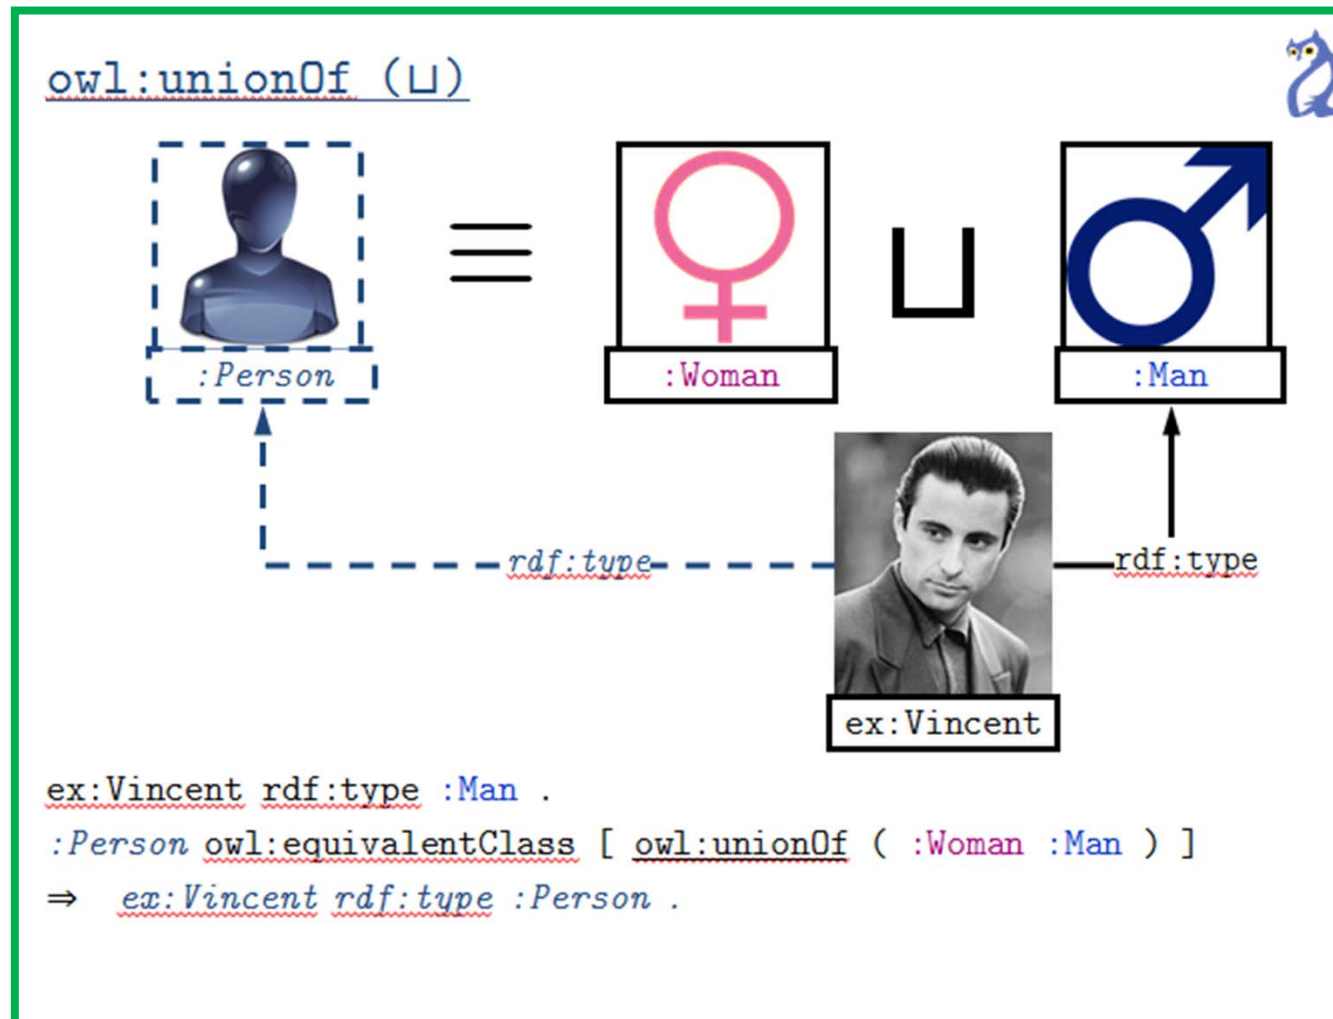 owl:unionOf (⊔)
≡ ⊔
:Person :Woman :Man
rdf:type rdf:type
ex:Vincent
ex:Vincent rdf:type :Man .
:Person owl:equivalentClass [ owl:unionOf ( :Woman :Man ) ]
⇒ ex:Vincent rdf:type :Person .